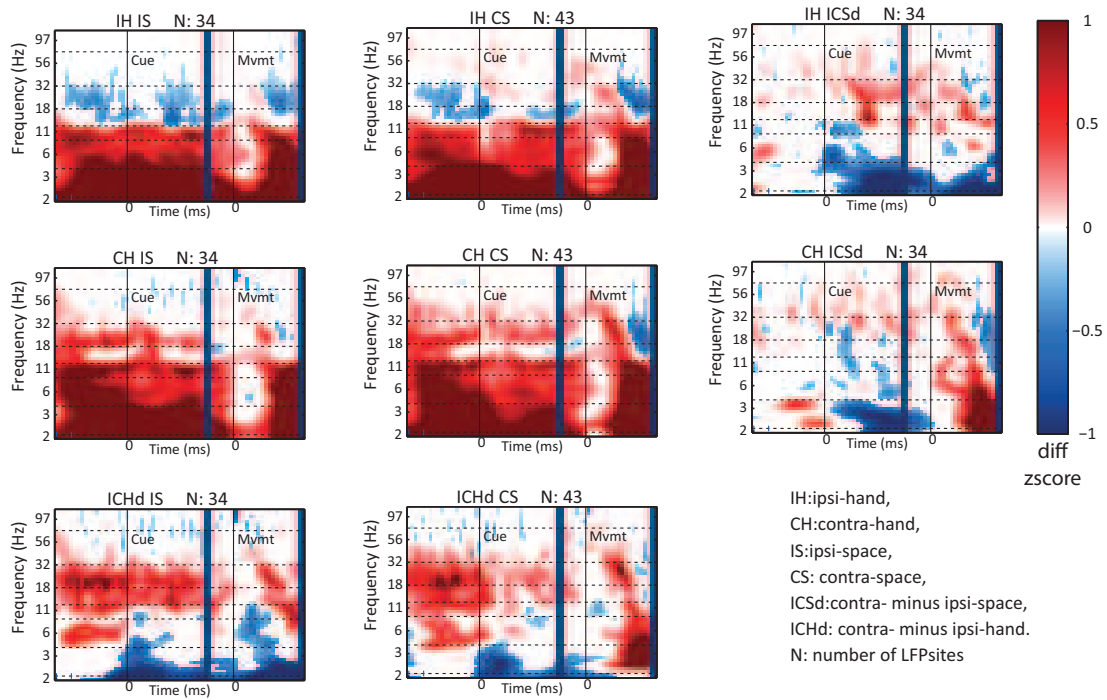 IH IS N: 34
Frequency (Hz)
97
56
32
18
11
6
3
2
Cue
Mvmt
0
Time (ms)
0
IH CS N: 43
Frequency (Hz)
97
56
32
18
11
6
3
2
Cue
Mvmt
0
Time (ms)
0
IH ICSd N: 34
Frequency (Hz)
97
56
32
18
11
6
3
2
Cue
Mvmt
0
Time (ms)
0
CH IS N: 34
Frequency (Hz)
97
56
32
18
11
6
3
2
Cue
Mvmt
0
Time (ms)
0
CH CS N: 43
Frequency (Hz)
97
56
32
18
11
6
3
2
Cue
Mvmt
0
Time (ms)
0
CH ICSd N: 34
Frequency (Hz)
97
56
32
18
11
6
3
2
Cue
Mvmt
0
Time (ms)
0
1
0.5
0
−0.5
−1
diff
zscore
ICHd IS N: 34
Frequency (Hz)
97
56
32
18
11
6
3
2
Cue
Mvmt
0
Time (ms)
0
ICHd CS N: 43
Frequency (Hz)
97
56
32
18
11
6
3
2
Cue
Mvmt
0
Time (ms)
0
IH:ipsi-hand,
CH:contra-hand,
IS:ipsi-space,
CS: contra-space,
ICSd:contra- minus ipsi-space,
ICHd: contra- minus ipsi-hand.
N: number of LFPsites